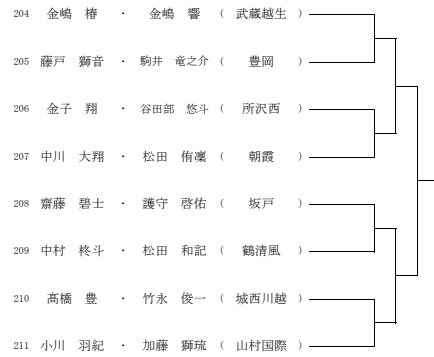 204 金嶋 椿 ・ 金嶋 響 （ 武蔵越生 ）
205 藤戸 獅音 ・ 駒井 竜之介 （ 豊岡 ）
206 金子 翔 ・ 谷田部 悠斗 （ 所沢西 ）
207 中川 大翔 ・ 松田 侑凜 （ 朝霞 ）
208 齋藤 碧士 ・ 護守 啓佑 （ 坂戸 ）
209 中村 柊斗 ・ 松田 和記 （ 鶴清風 ）
210 髙橋 豊 ・ 竹永 俊一 （ 城西川越 ）
211 小川 羽紀 ・ 加藤 獅琉 （ 山村国際 ）